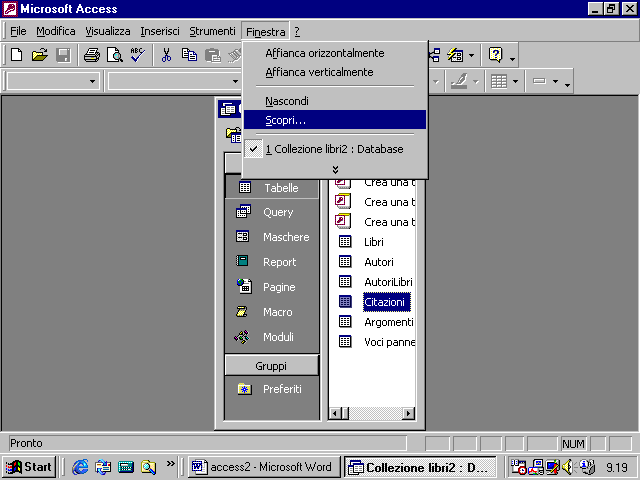 Microsoft Access
File Modifica Visualizza Inserisci Strumenti Finestra ?
Affianca orizzontalmente
Affianca verticalmente
Nascondi
Scopri...
1 Collezione libri2 : Database
Tabelle
Query
Maschere
Report
Pagine
Macro
Moduli
Gruppi
Preferiti
Crea una t
Crea una t
Crea una t
Libri
Autori
AutoriLibri
Citazioni
Argomenti
Voci panne
Pronto
NUM
Start
access2 - Microsoft Word
Collezione libri2 : D...
9.19